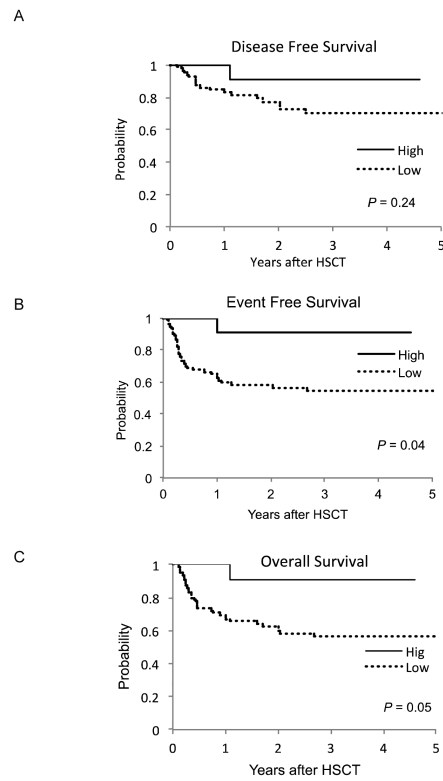 A
Disease Free Survival
1
0.8
0.6
0.4
0.2
0
Probability
High
Low
P = 0.24
0 1 2 3 4 5
Years after HSCT
B
Event Free Survival
1
0.8
0.6
0.4
0.2
0
Probability
High
Low
P = 0.04
0 1 2 3 4 5
Years after HSCT
C
Overall Survival
1
0.8
0.6
0.4
0.2
0
Probability
Hig
Low
P = 0.05
0 1 2 3 4 5
Years after HSCT